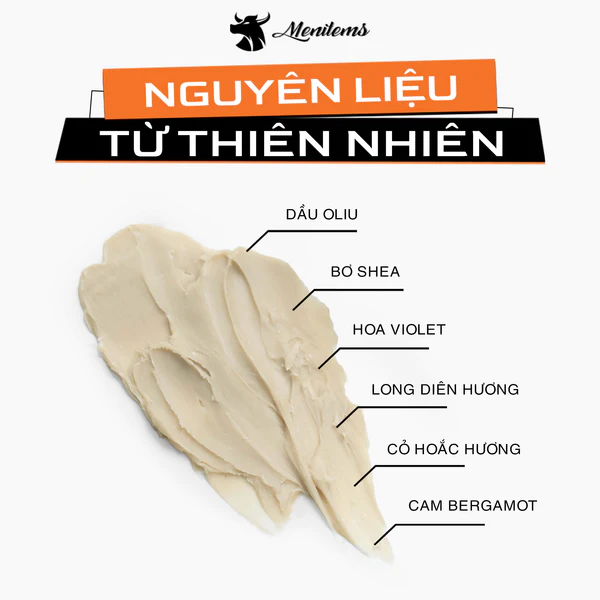 Menitems
NGUYÊN LIỆU
TỪ THIÊN NHIÊN
DẦU OLIU
BƠ SHEA
HOA VIOLET
LONG DIÊN HƯƠNG
CỎ HOẮC HƯƠNG
CAM BERGAMOT